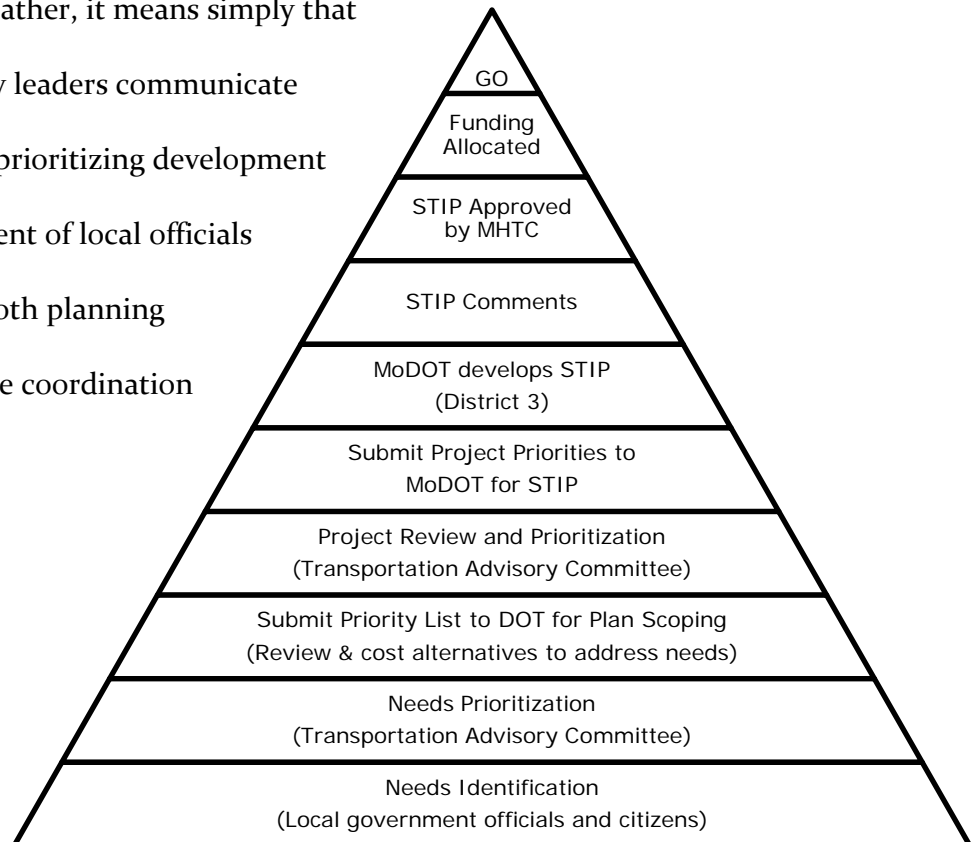 ather, it means simply that
leaders communicate
prioritizing development
ent of local officials
oth planning
e coordination
GO
Funding
Allocated
STIP Approved
by MHTC
STIP Comments
MoDOT develops STIP
(District 3)
Submit Project Priorities to
MoDOT for STIP
Project Review and Prioritization
(Transportation Advisory Committee)
Submit Priority List to DOT for Plan Scoping
(Review & cost alternatives to address needs)
Needs Prioritization
(Transportation Advisory Committee)
Needs Identification
(Local government officials and citizens)